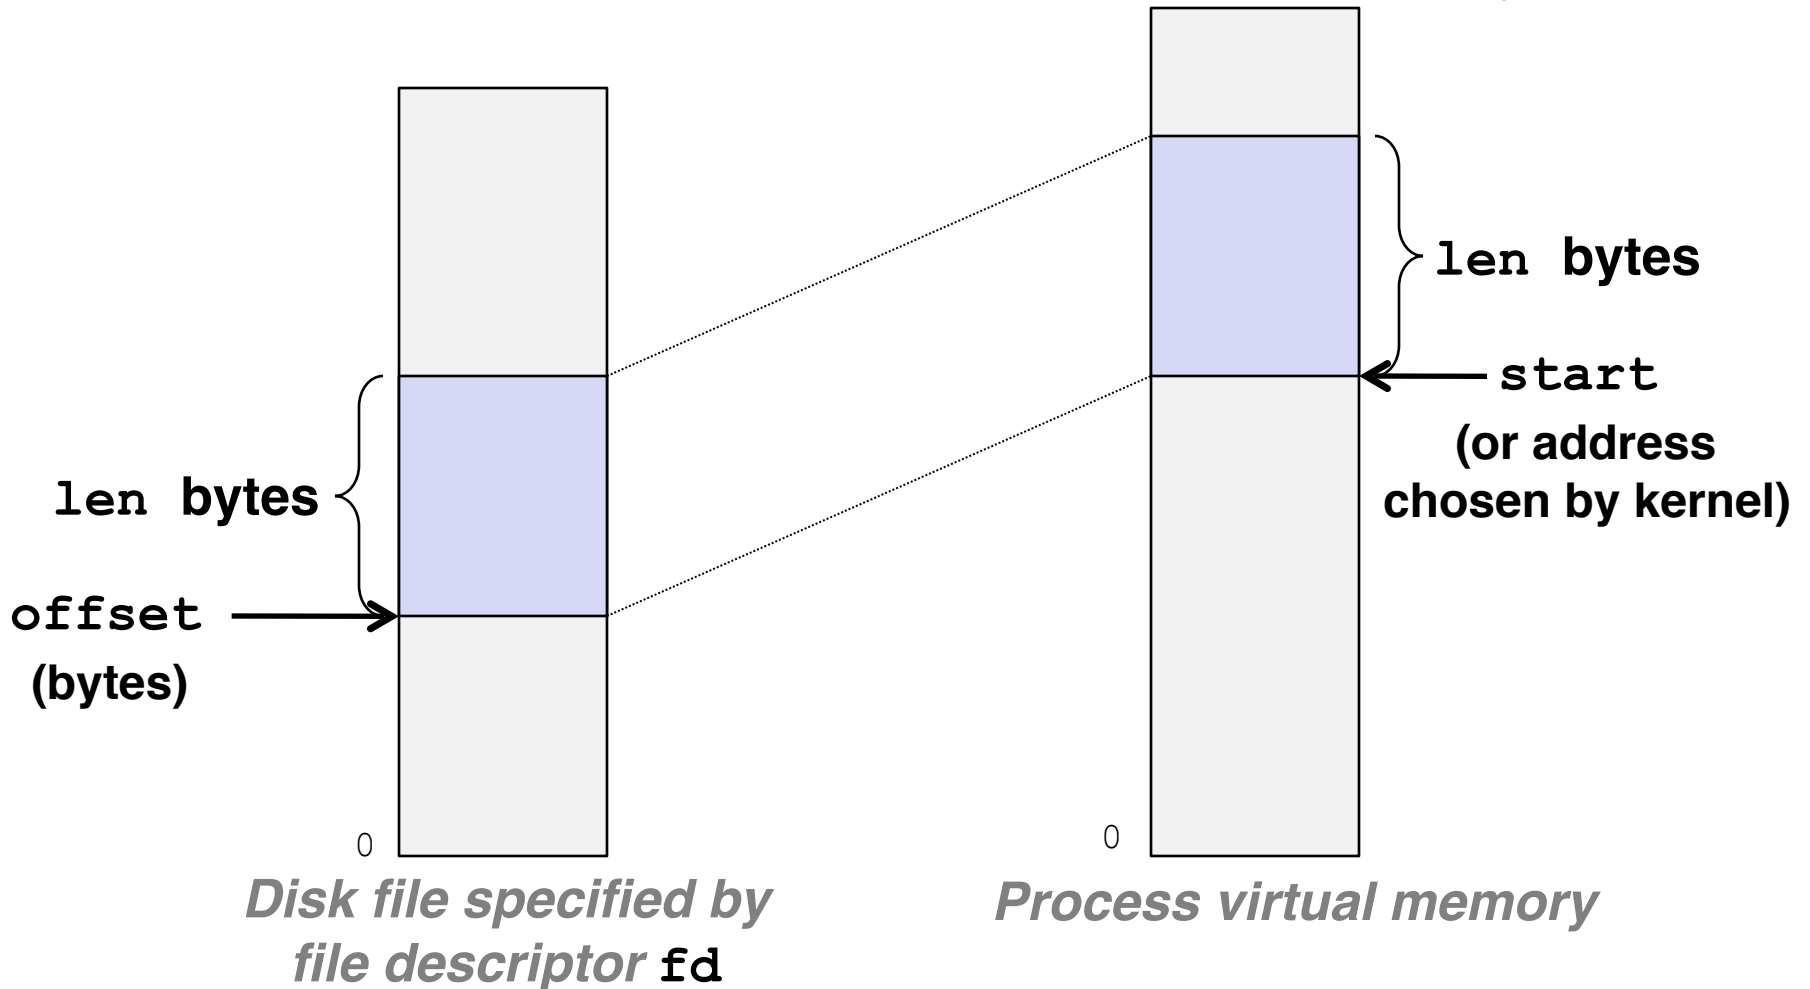 len bytes
start
(or address
chosen by kernel)
len bytes
offset
(bytes)
0
0
Disk file specified by
file descriptor fd
Process virtual memory